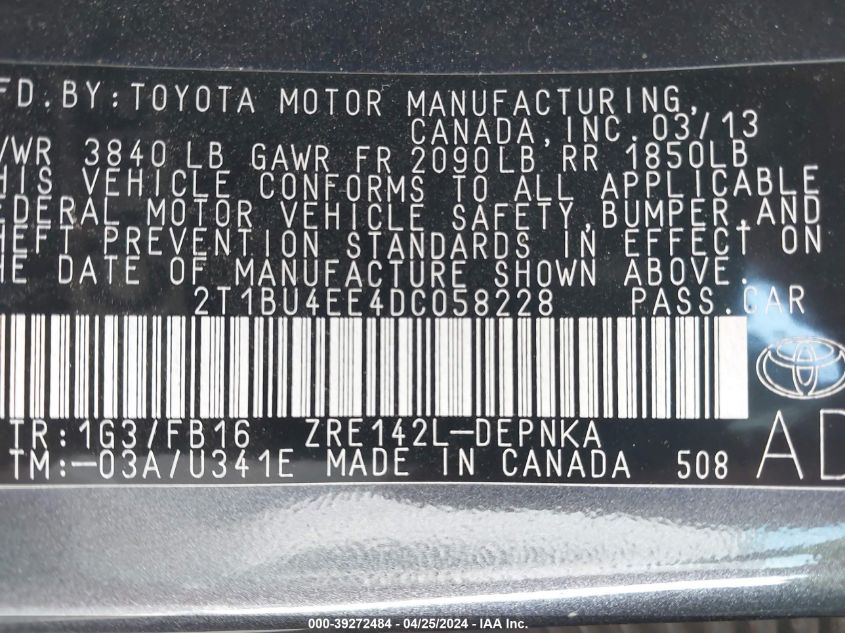 FD. BY: TOYOTA MOTOR MANUFACTURING,
CANADA, INC. 03/13
VWR 3840 LB GAWR FR 2090LB RR 1850LB
HIS VEHICLE CONFORMS TO ALL APPLICABLE
EDERAL MOTOR VEHICLE SAFETY, BUMPER, AND
HEFT PREVENTION STANDARDS IN EFFECT ON
HE DATE OF MANUFACTURE SHOWN ABOVE.
2T1BU4EE4DC058228 PASS. CAR
TR: 1G3/FB16 ZRE142L-DEPNKA
TM: -03A/U341E MADE IN CANADA 508 AD
000-39272484 - 04/25/2024 - IAA Inc.